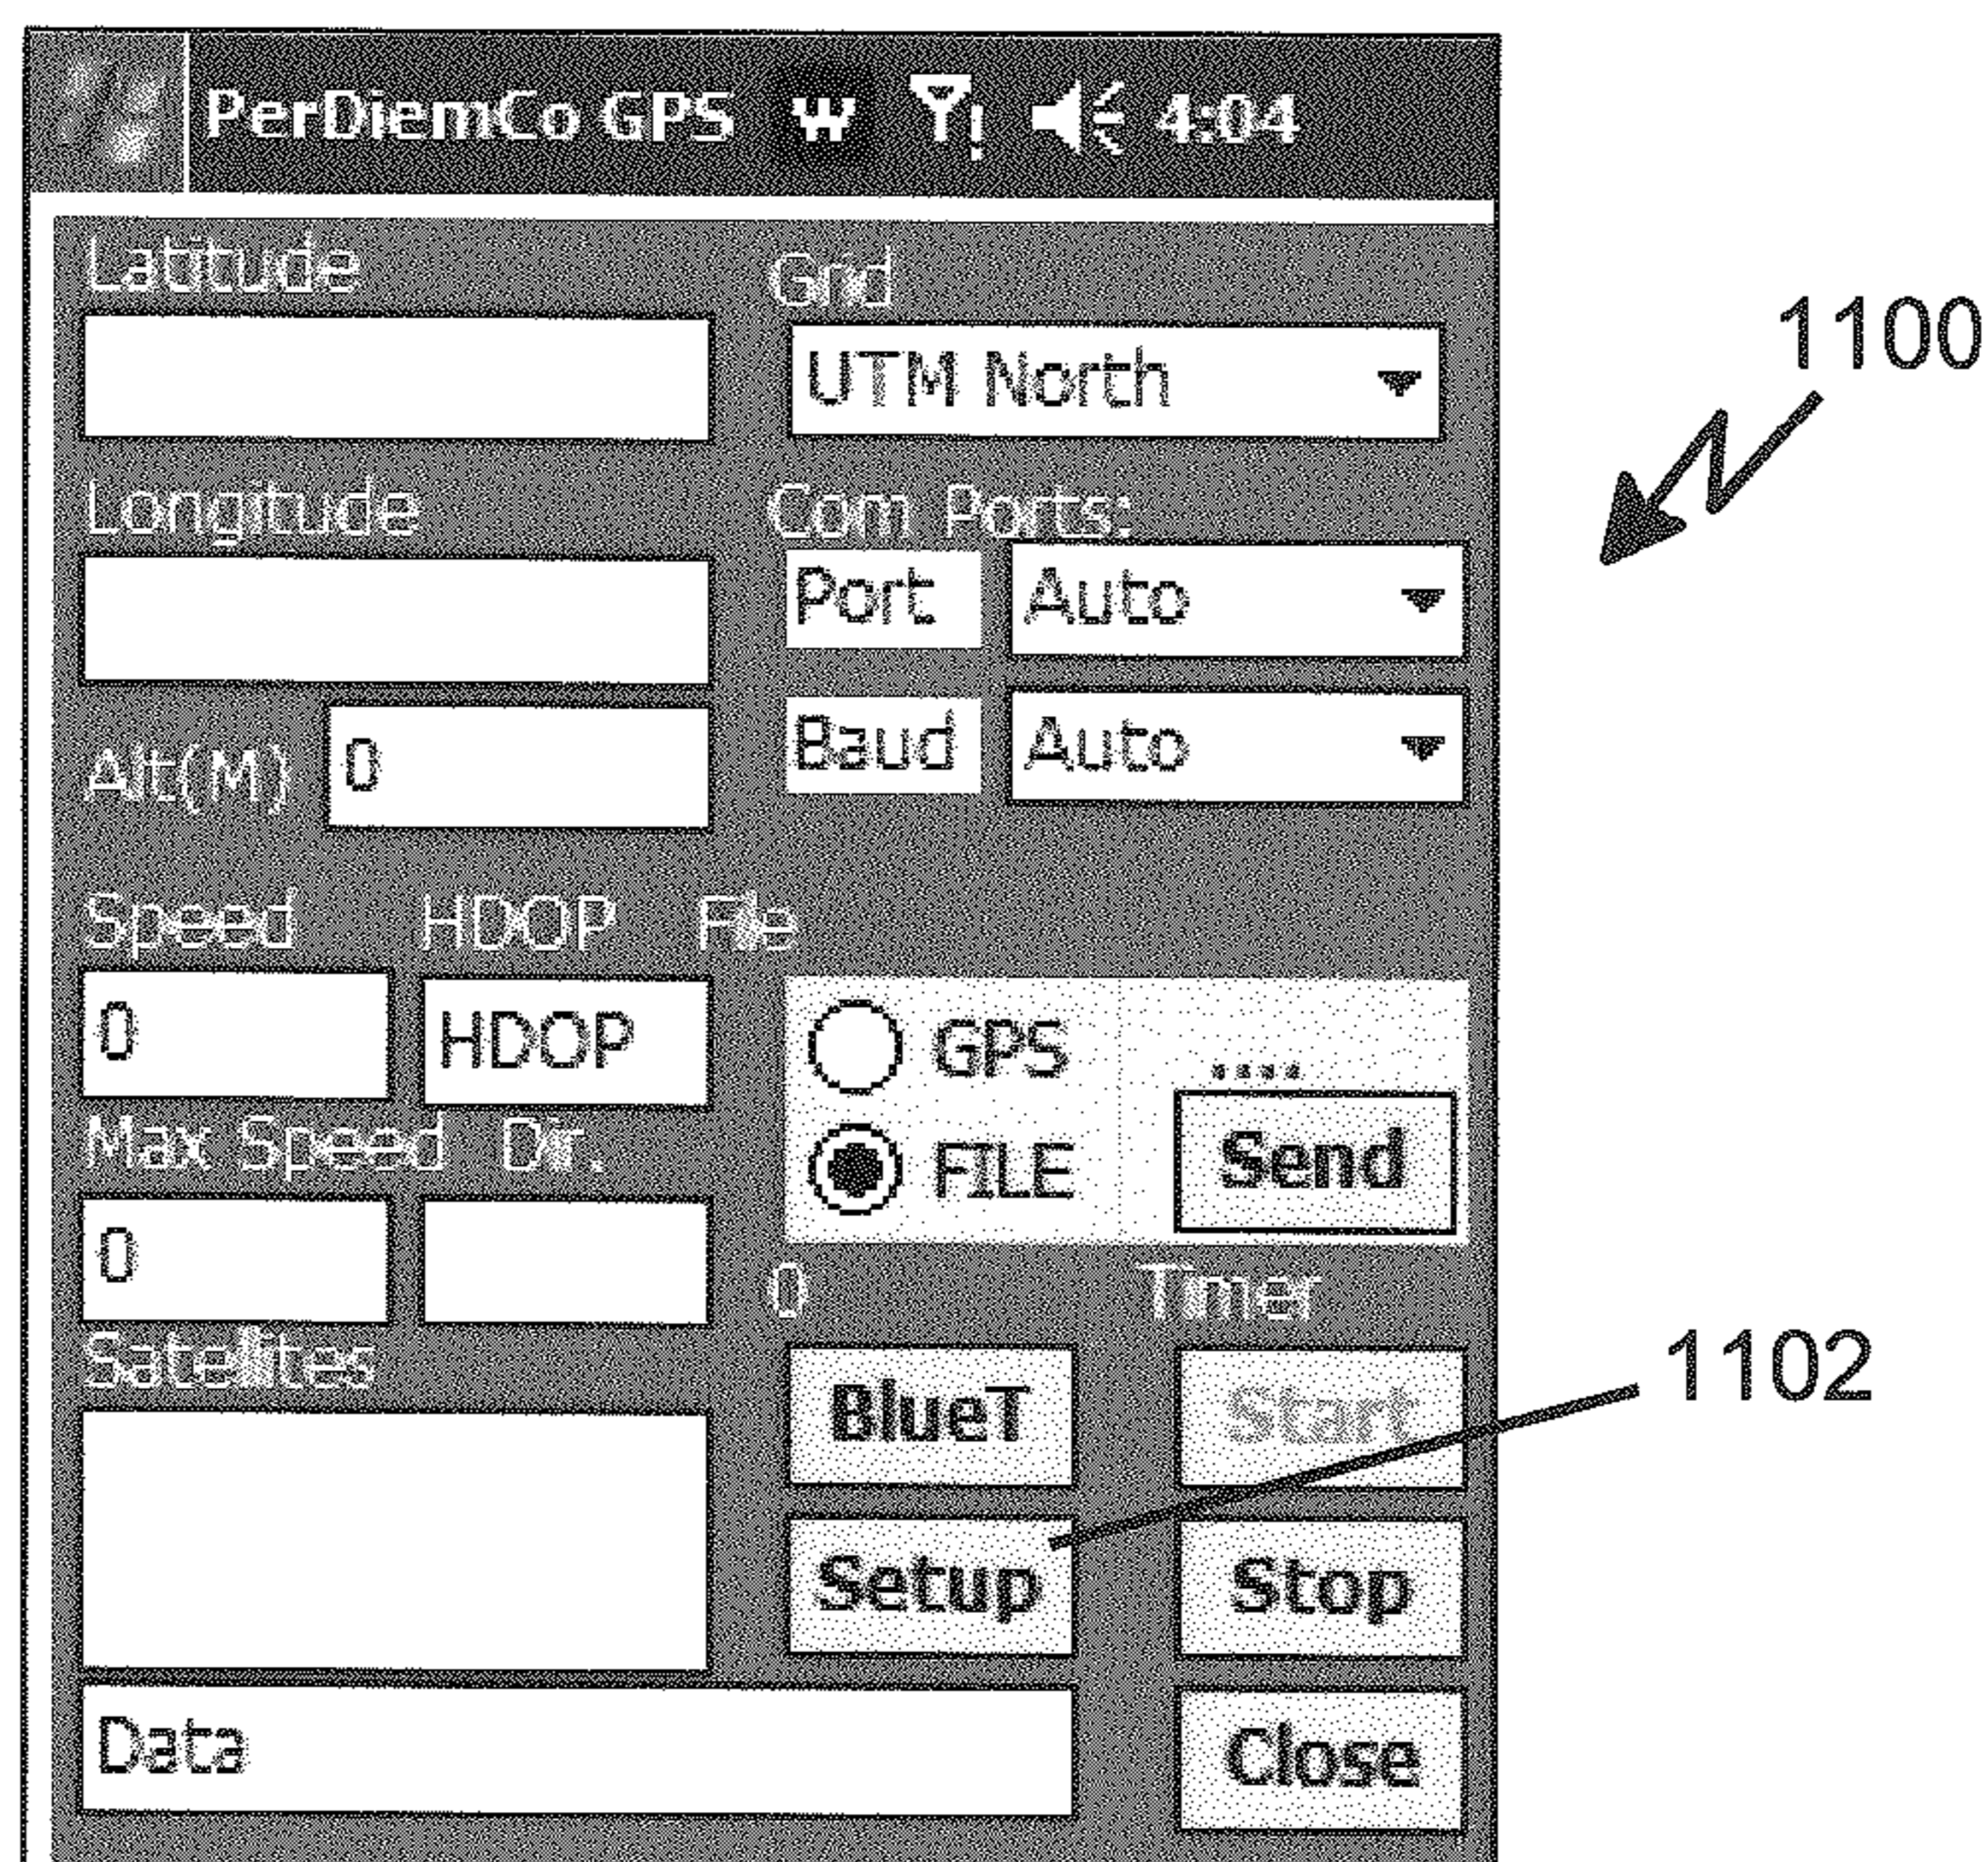 PerDiemCo GPS 4:04
Latitude
Grid
UTM North
1100
Longitude
Com Ports:
Port Auto
Baud Auto
Alt(M) 0
Speed HDOP File
0 HDOP
GPS ....
FILE Send
Max Speed Dir.
0
0 Timer
Satellites
BlueT Start
1102
Setup Stop
Data
Close